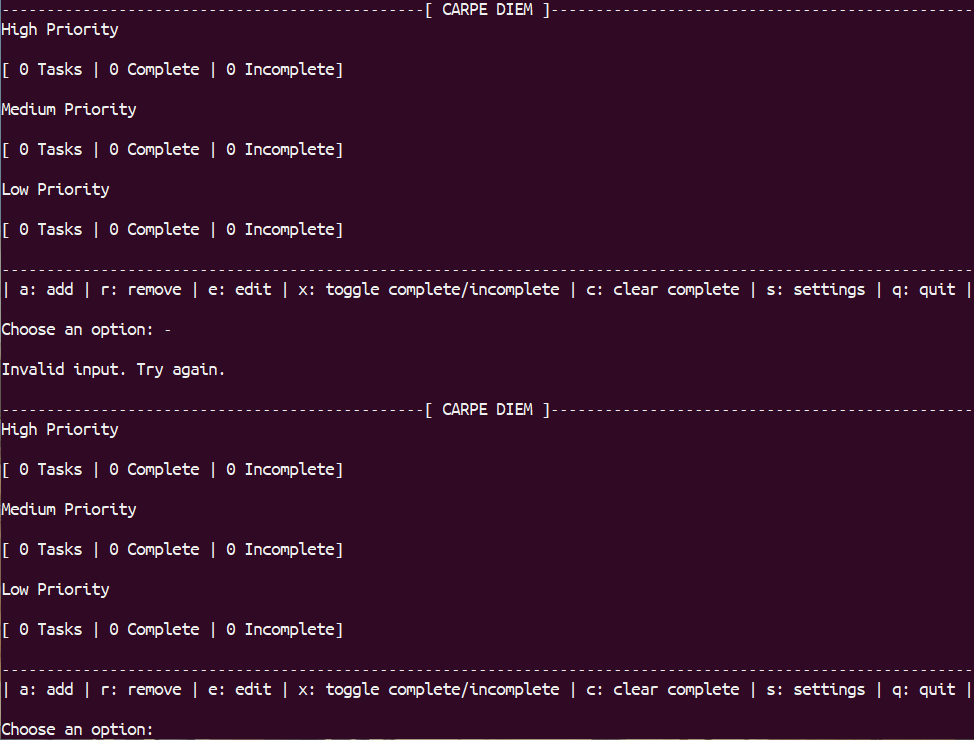 -----------------------------------------------[ CARPE DIEM ]-----------------------------------------------
High Priority
[ 0 Tasks | 0 Complete | 0 Incomplete]
Medium Priority
[ 0 Tasks | 0 Complete | 0 Incomplete]
Low Priority
[ 0 Tasks | 0 Complete | 0 Incomplete]
------------------------------------------------------------------------------------------------------------
| a: add | r: remove | e: edit | x: toggle complete/incomplete | c: clear complete | s: settings | q: quit |
Choose an option: -
Invalid input. Try again.
-----------------------------------------------[ CARPE DIEM ]-----------------------------------------------
High Priority
[ 0 Tasks | 0 Complete | 0 Incomplete]
Medium Priority
[ 0 Tasks | 0 Complete | 0 Incomplete]
Low Priority
[ 0 Tasks | 0 Complete | 0 Incomplete]
------------------------------------------------------------------------------------------------------------
| a: add | r: remove | e: edit | x: toggle complete/incomplete | c: clear complete | s: settings | q: quit |
Choose an option: